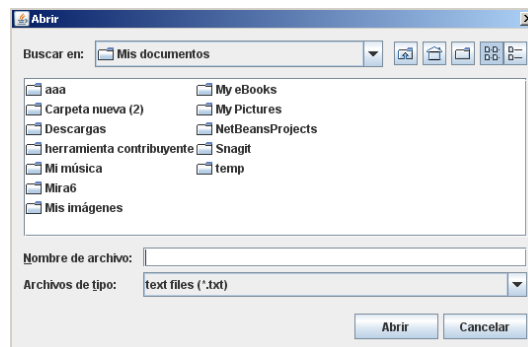 Abrir
Buscar en: Mis documentos
aaa
Carpeta nueva (2)
Descargas
herramienta contribuyente
Mi música
Mira6
Mis imágenes
My eBooks
My Pictures
NetBeansProjects
Snagit
temp
Nombre de archivo:
Archivos de tipo: text files (*.txt)
Abrir Cancelar